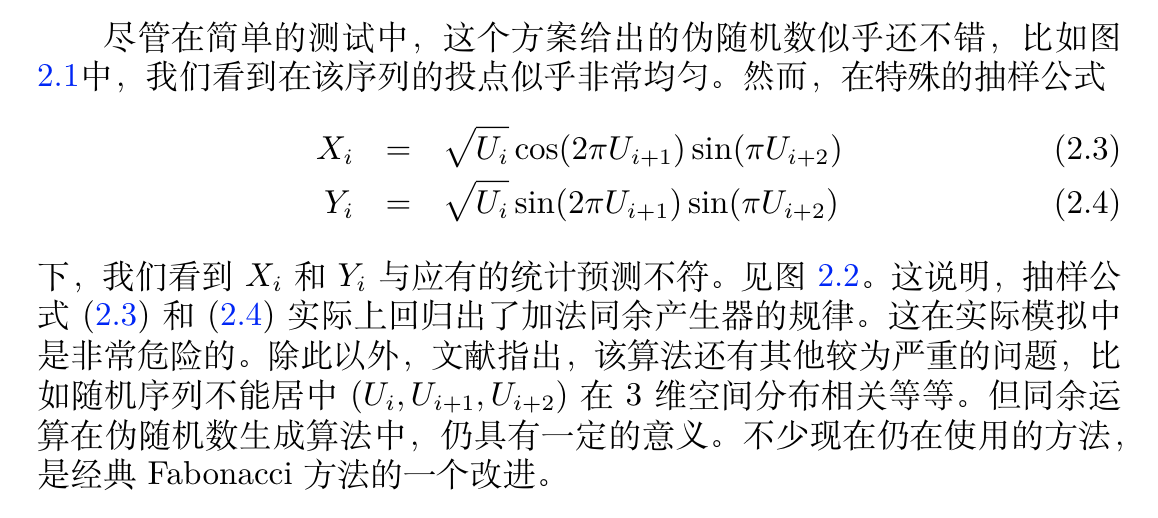 尽管在简单的测试中，这个方案给出的伪随机数似乎还不错，比如图
2.1中，我们看到在该序列的投点似乎非常均匀。然而，在特殊的抽样公式
X_i = √U_i cos(2πU_{i+1}) sin(πU_{i+2}) (2.3)
Y_i = √U_i sin(2πU_{i+1}) sin(πU_{i+2}) (2.4)
下，我们看到 X_i 和 Y_i 与应有的统计预测不符。见图 2.2。这说明，抽样公
式 (2.3) 和 (2.4) 实际上回归出了加法同余产生器的规律。这在实际模拟中
是非常危险的。除此以外，文献指出，该算法还有其他较为严重的问题，比
如随机序列不能居中 (U_i, U_{i+1}, U_{i+2}) 在 3 维空间分布相关等等。但同余运
算在伪随机数生成算法中，仍具有一定的意义。不少现在仍在使用的方法，
是经典 Fabonacci 方法的一个改进。